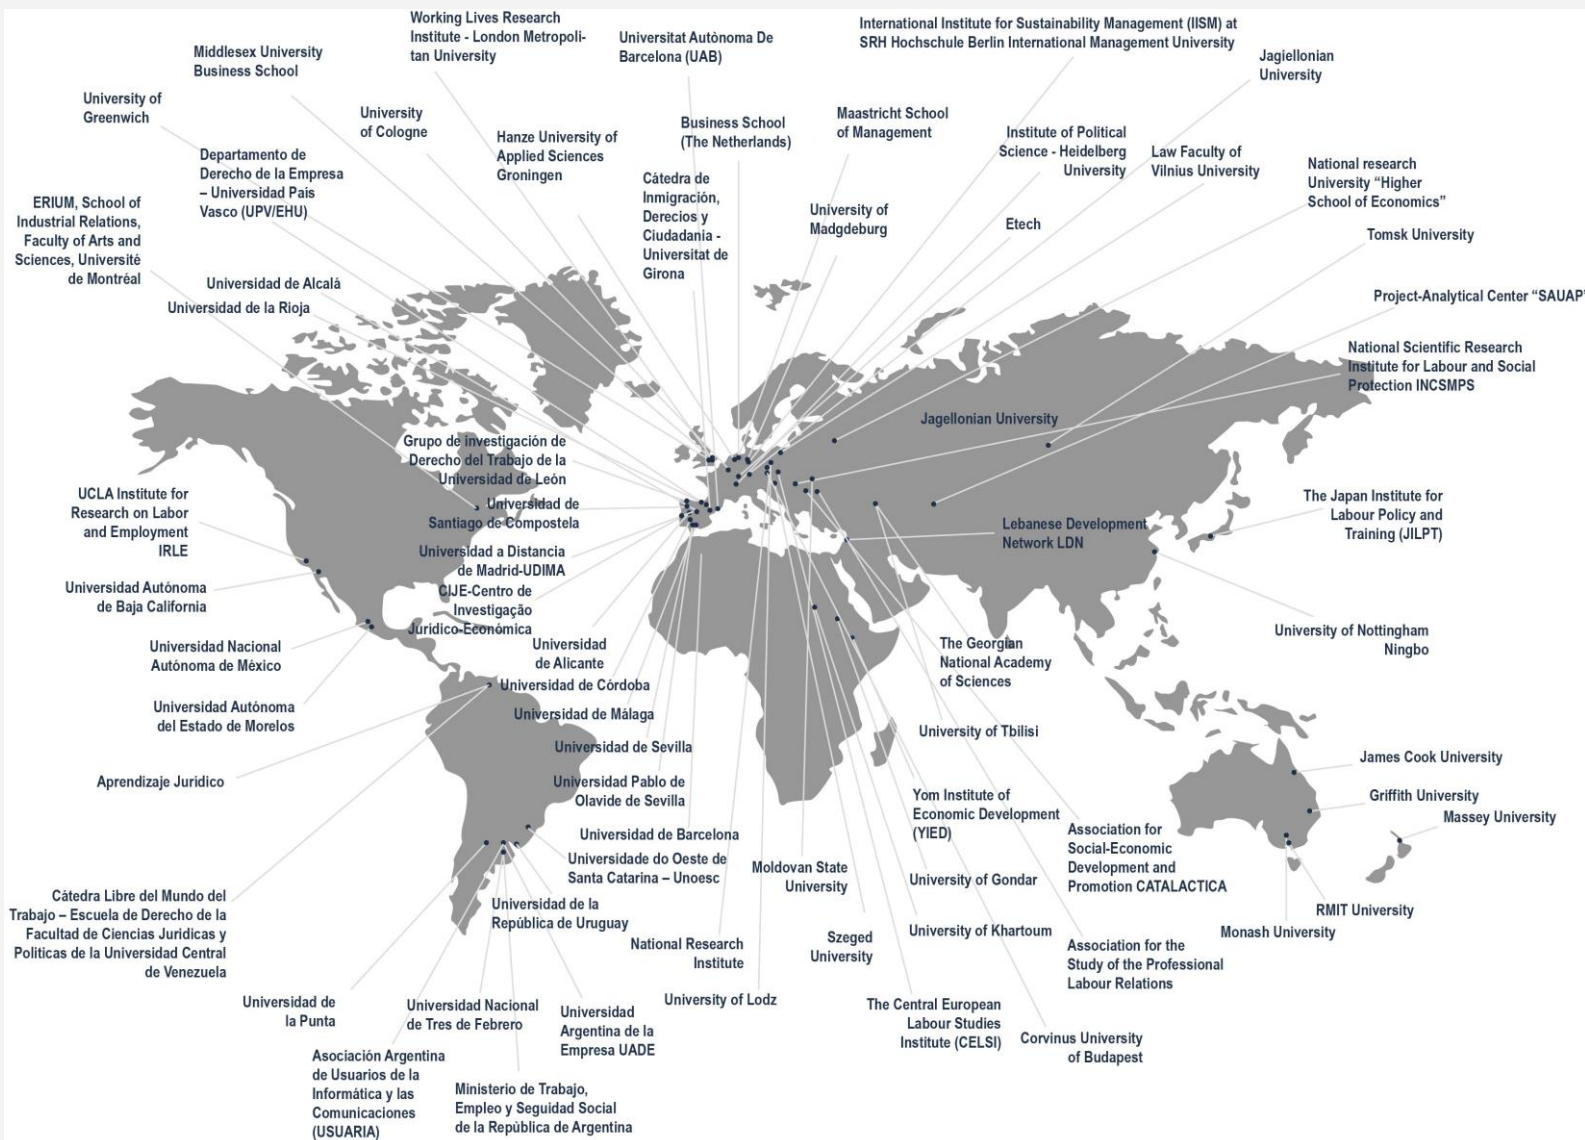 Working Lives Research
Institute - London Metropoli-
tan University
Universitat Autònoma De
Barcelona (UAB)
International Institute for Sustainability Management (IISM) at
SRH Hochschule Berlin International Management University
Middlesex University
Business School
Jagiellonian
University
University of
Greenwich
University
of Cologne
Hanze University of
Applied Sciences
Groningen
Business School
(The Netherlands)
Maastricht School
of Management
Institute of Political
Science - Heidelberg
University
Law Faculty of
Vilnius University
National research
University “Higher
School of Economics”
Departamento de
Derecho de la Empresa
– Universidad Pais
Vasco (UPV/EHU)
Cátedra de
Inmigración,
Derecios y
Ciudadania -
Universitat de
Girona
ERIUM, School of
Industrial Relations,
Faculty of Arts and
Sciences, Université
de Montréal
University of
Madgdeburg
Etech
Tomsk University
Universidad de Alcalá
Universidad de la Rioja
Project-Analytical Center “SAUAP”
National Scientific Research
Institute for Labour and Social
Protection INCSMPS
Jagellonian University
Grupo de investigación de
Derecho del Trabajo de la
Universidad de León
UCLA Institute for
Research on Labor
and Employment
IRLE
Universidad de
Santiago de Compostela
The Japan Institute for
Labour Policy and
Training (JILPT)
Lebanese Development
Network LDN
Universidad a Distancia
de Madrid-UDIMA
Universidad Autónoma
de Baja California
CIJE-Centro de
Investigação
Jurídico-Económica
Universidad Nacional
Autónoma de México
Universidad
de Alicante
The Georgian
National Academy
of Sciences
University of Nottingham
Ningbo
Universidad de Córdoba
Universidad Autónoma
del Estado de Morelos
Universidad de Málaga
University of Tbilisi
Universidad de Sevilla
James Cook University
Aprendizaje Jurídico
Universidad Pablo de
Olavide de Sevilla
Yom Institute of
Economic Development
(YIED)
Griffith University
Massey University
Universidad de Barcelona
Association for
Social-Economic
Development and
Promotion CATALACTICA
Universidade do Oeste de
Santa Catarina – Unoesc
Moldovan State
University
University of Gondar
Cátedra Libre del Mundo del
Trabajo – Escuela de Derecho de la
Facultad de Ciencias Juridicas y
Politicas de la Universidad Central
de Venezuela
Universidad de la
República de Uruguay
RMIT University
Monash University
National Research
Institute
Szeged
University
University of Khartoum
Association for the
Study of the Professional
Labour Relations
Universidad de
la Punta
Universidad Nacional
de Tres de Febrero
Universidad
Argentina de la
Empresa UADE
University of Lodz
The Central European
Labour Studies
Institute (CELSI)
Corvinus University
of Budapest
Asociación Argentina
de Usuarios de la
Informática y las
Comunicaciones
(USUARIA)
Ministerio de Trabajo,
Empleo y Seguidad Social
de la Repùblica de Argentina